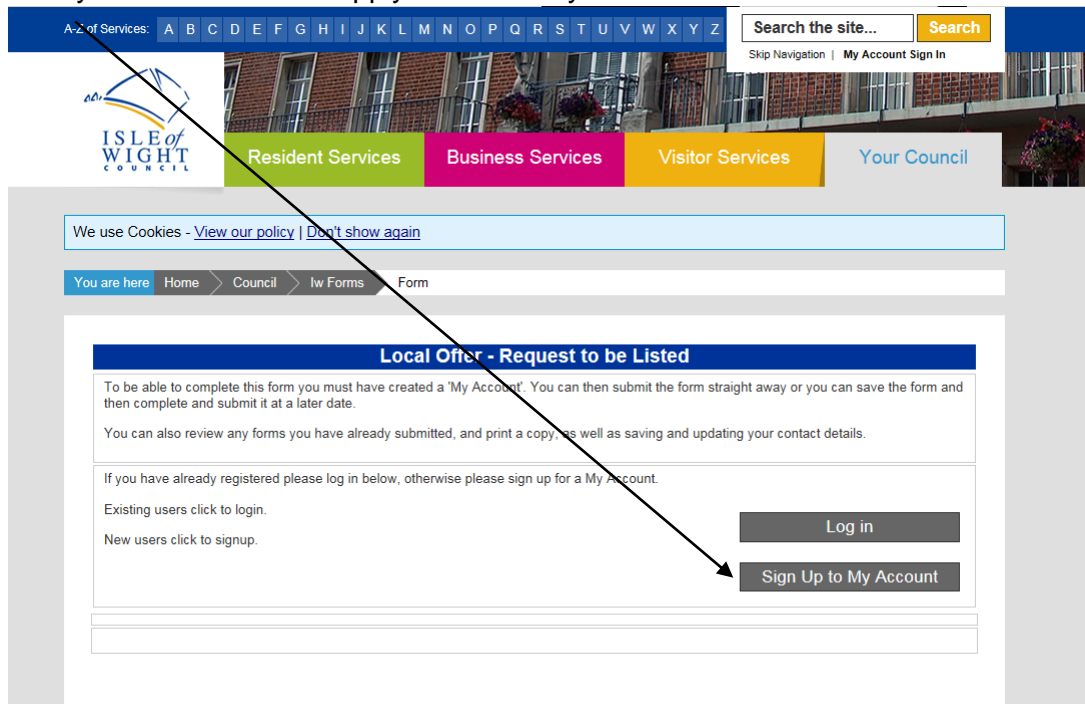 A-Z of Services: A B C D E F G H I J K L M N O P Q R S T U V W X Y Z
Search the site... Search
Skip Navigation | My Account Sign In
ISLE of
WIGHT
COUNCIL
Resident Services Business Services Visitor Services Your Council
We use Cookies - View our policy | Don't show again
You are here Home Council Iw Forms Form
Local Offer - Request to be Listed
To be able to complete this form you must have created a 'My Account'. You can then submit the form straight away or you can save the form and
then complete and submit it at a later date.
You can also review any forms you have already submitted, and print a copy, as well as saving and updating your contact details.
If you have already registered please log in below, otherwise please sign up for a My Account.
Existing users click to login.
Log in
New users click to signup.
Sign Up to My Account